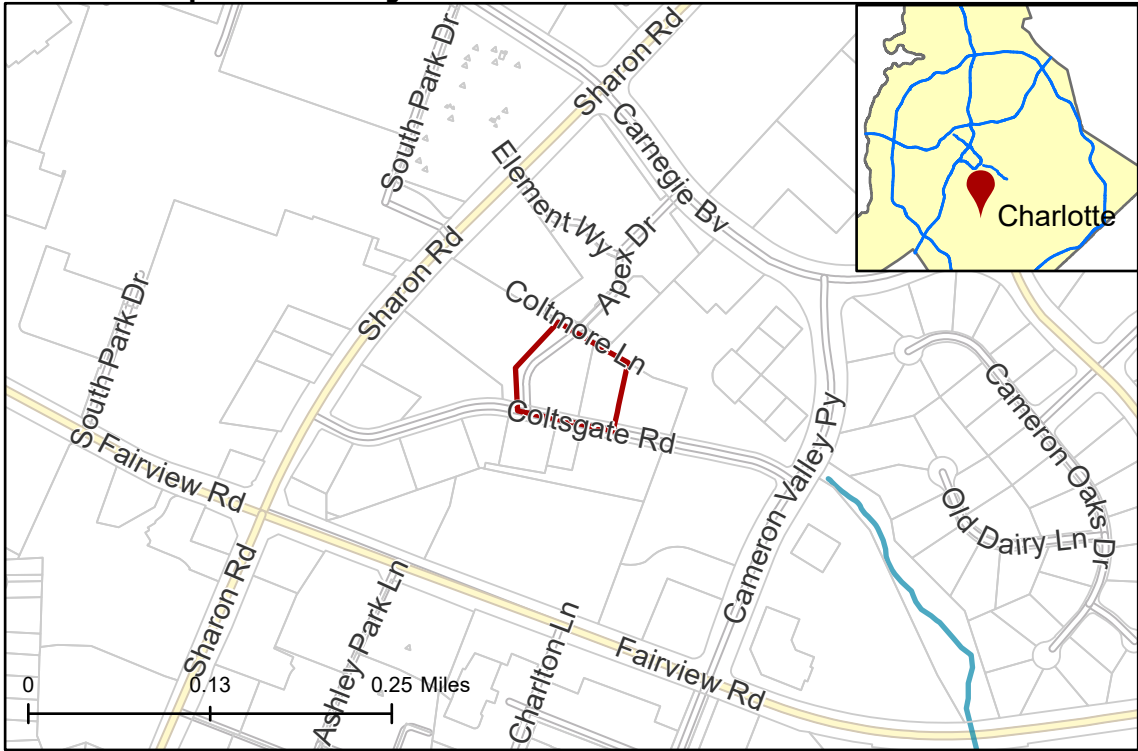 South Park Dr
Sharon Rd
Carnegie Bv
Element Wy
Apex Dr
Charlotte
Sharon Rd
Coltmore Ln
South Park Dr
Coltsgate Rd
Cameron Valley Py
Cameron Oaks Dr
Old Dairy Ln
S Fairview Rd
Sharon Rd
Ashley Park Ln
Charlton Ln
Fairview Rd
0 0.13 0.25 Miles